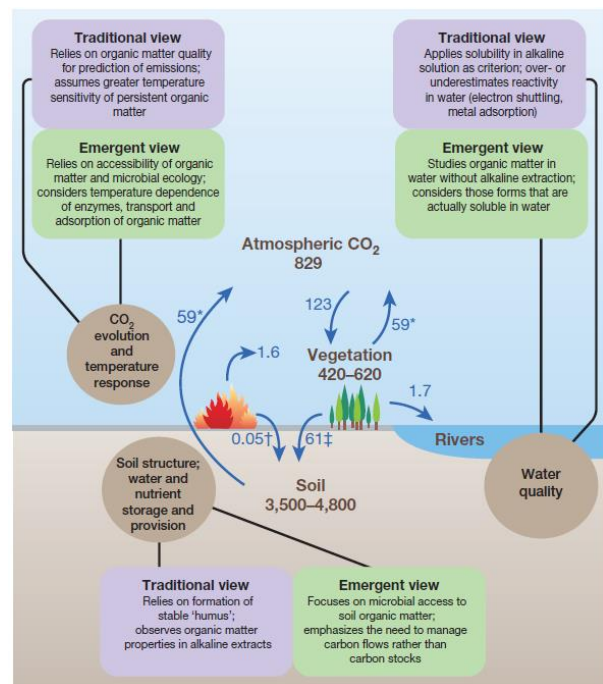 Traditional view
Relies on organic matter quality
for prediction of emissions;
assumes greater temperature
sensitivity of persistent organic
matter
Emergent view
Relies on accessibility of organic
matter and microbial ecology;
considers temperature dependence
of enzymes, transport and
adsorption of organic matter
Traditional view
Applies solubility in alkaline
solution as criterion; over- or
underestimates reactivity
in water (electron shuttling,
metal adsorption)
Emergent view
Studies organic matter in
water without alkaline extraction;
considers those forms that are
actually soluble in water
Atmospheric CO₂
829
CO₂
evolution
and
temperature
response
59*
123
59*
1.6
Vegetation
420–620
1.7
0.05†
61‡
Rivers
Soil
3,500–4,800
Soil structure;
water and
nutrient
storage and
provision
Water
quality
Traditional view
Relies on formation of
stable ‘humus’;
observes organic matter
properties in alkaline extracts
Emergent view
Focuses on microbial access to
soil organic matter;
emphasizes the need to manage
carbon flows rather than
carbon stocks